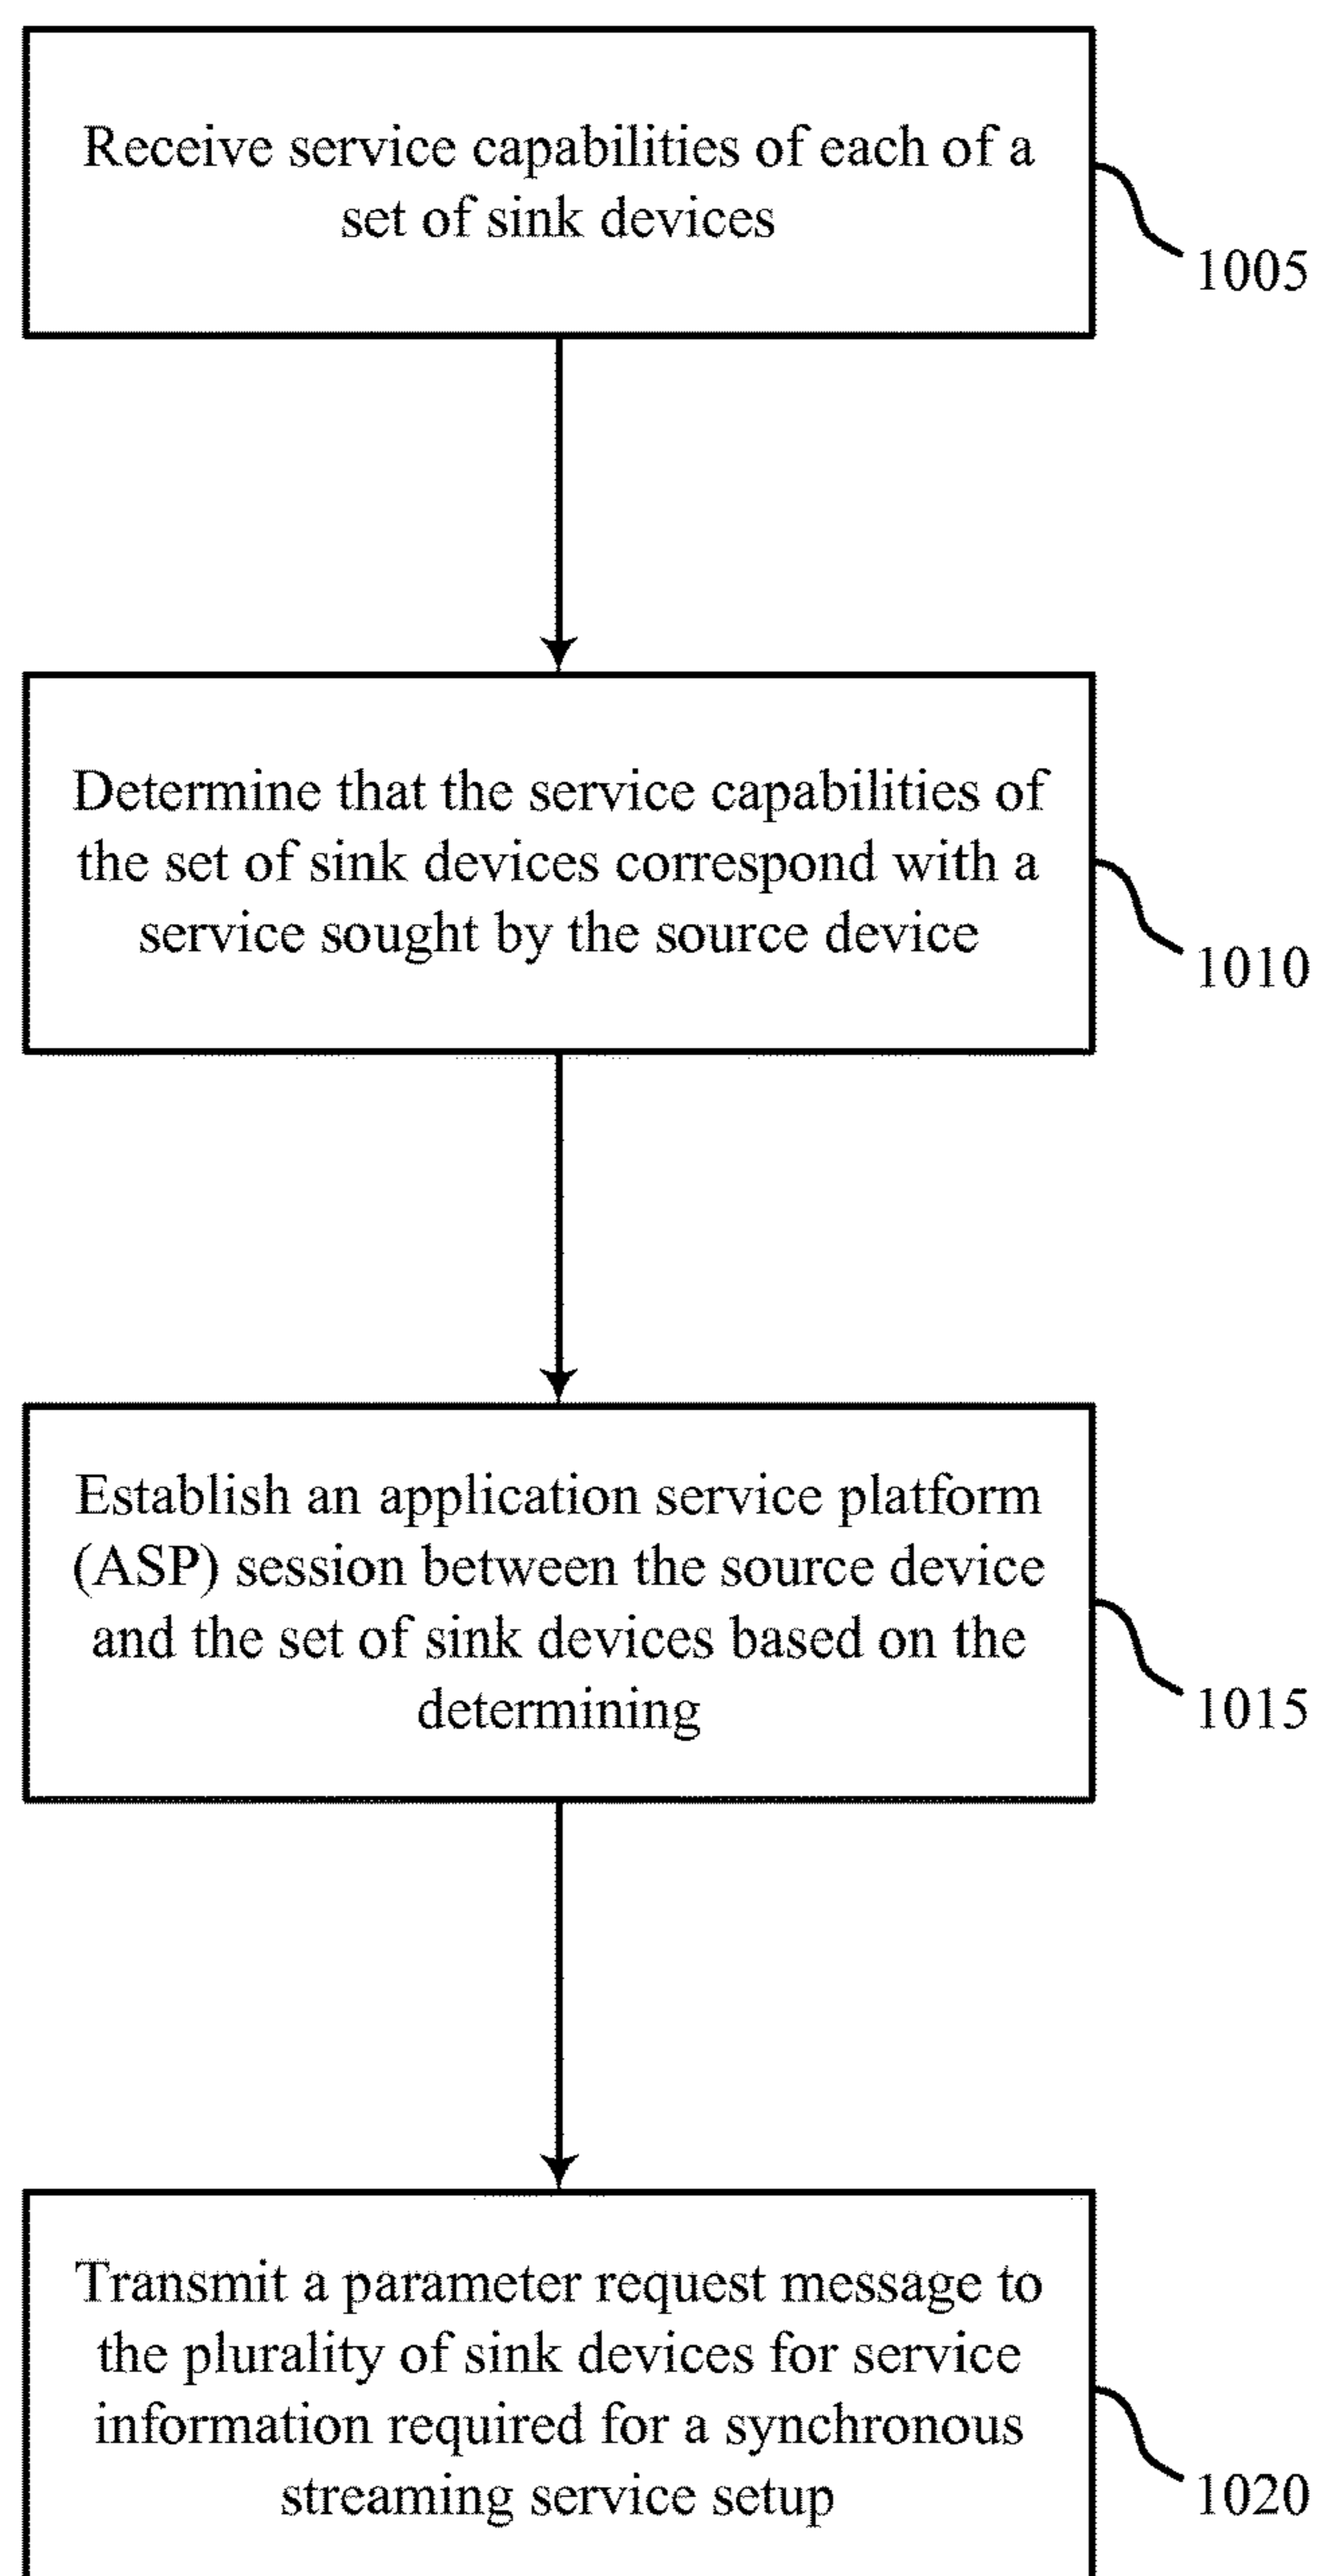 Receive service capabilities of each of a
set of sink devices
1005
Determine that the service capabilities of
the set of sink devices correspond with a
service sought by the source device
1010
Establish an application service platform
(ASP) session between the source device
and the set of sink devices based on the
determining
1015
Transmit a parameter request message to
the plurality of sink devices for service
information required for a synchronous
streaming service setup
1020